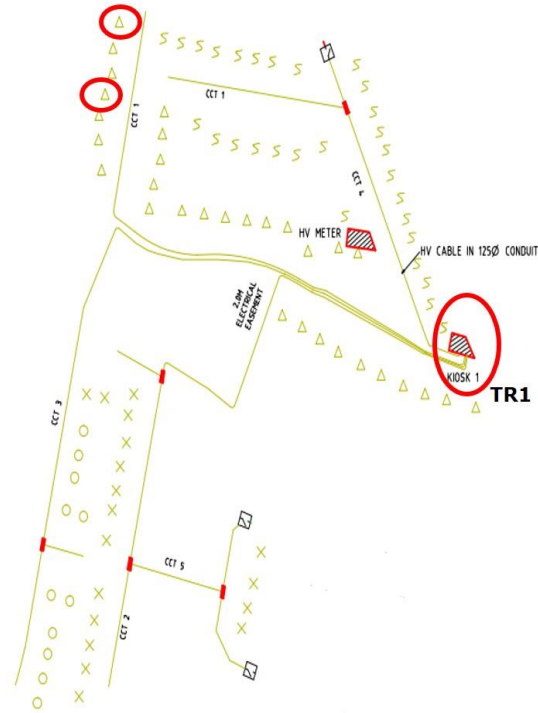 CCT 1
CCT 1
CCT 4
HV METER
HV CABLE IN 125Ø CONDUIT
2.0M
ELECTRICAL
EASEMENT
KIOSK 1
TR1
CCT 3
CCT 5
CCT 2